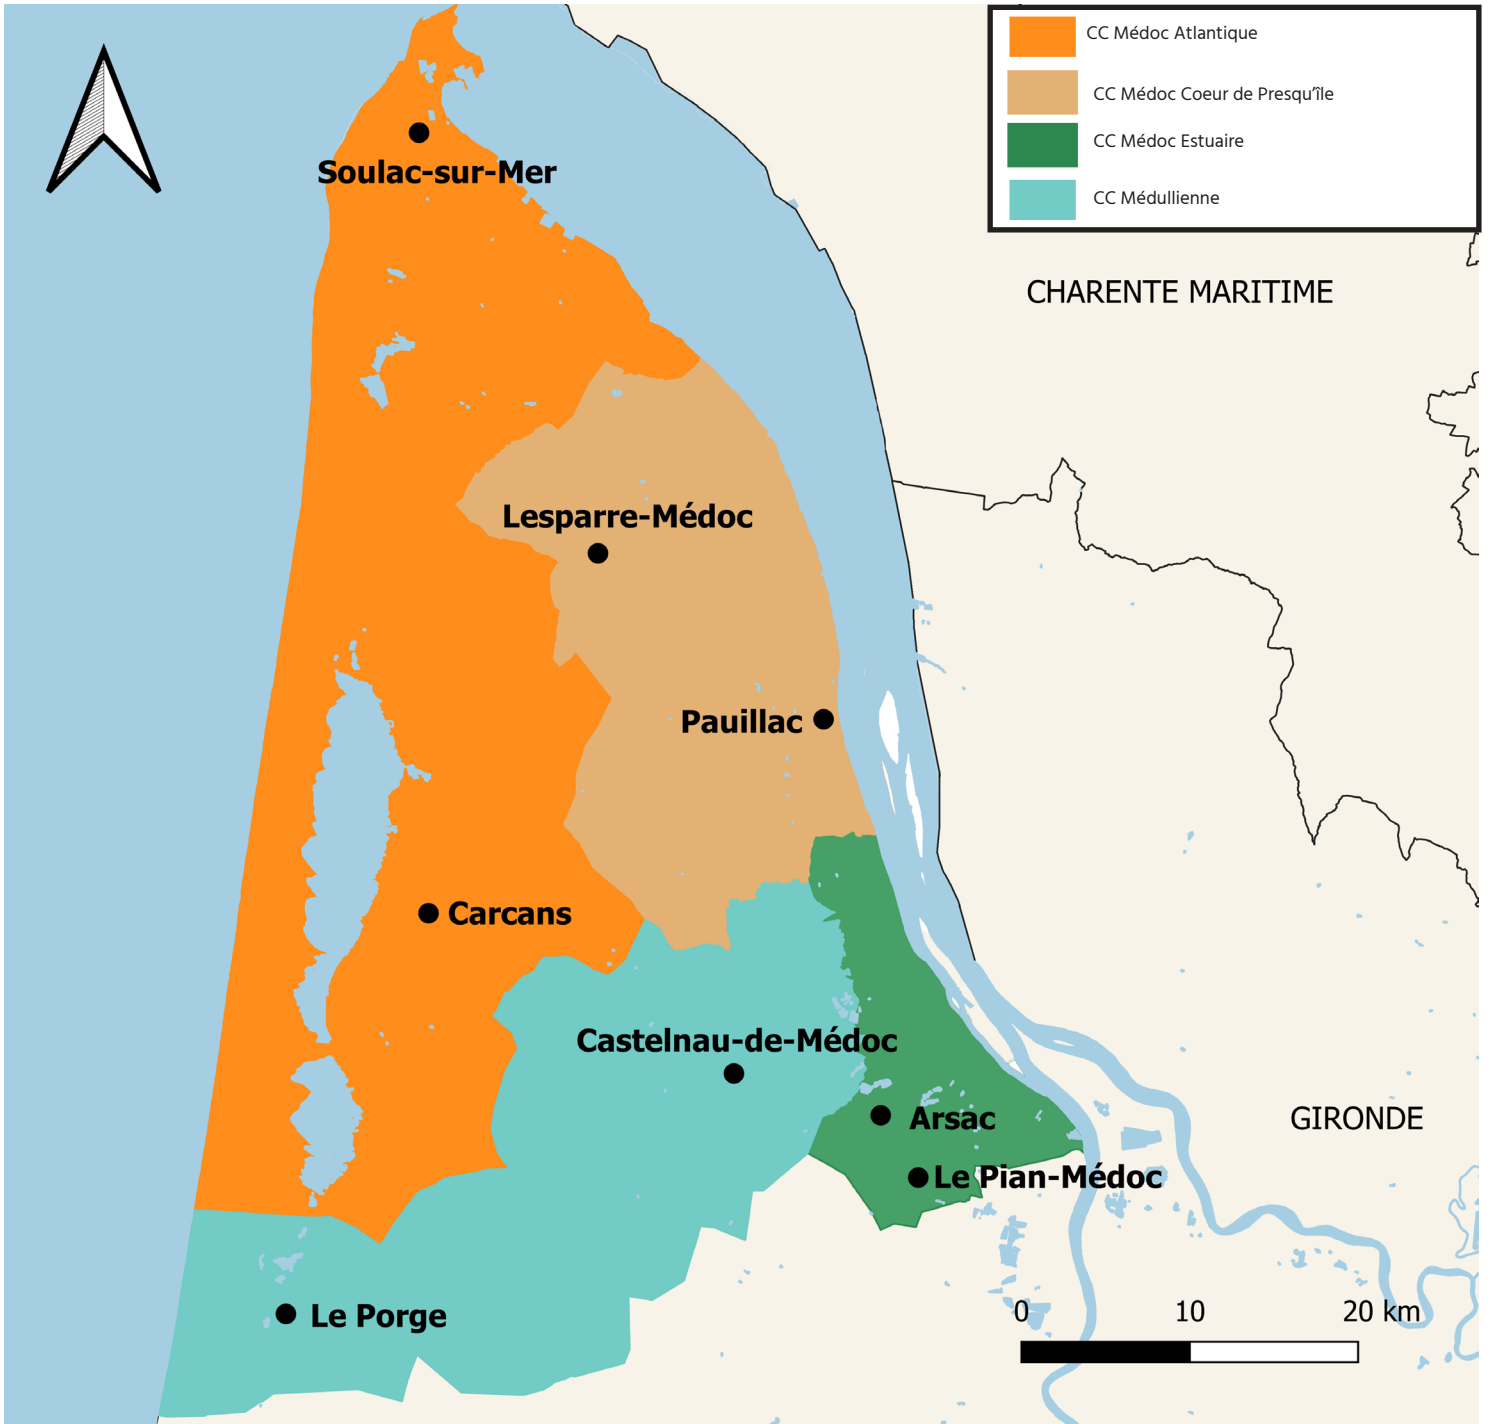 CC Médoc Atlantique
CC Médoc Coeur de Presqu’île
CC Médoc Estuaire
CC Médullienne
Soulac-sur-Mer
CHARENTE MARITIME
Lesparre-Médoc
Pauillac
Carcans
Castelnau-de-Médoc
Arsac
GIRONDE
Le Pian-Médoc
Le Porge
0 10 20 km